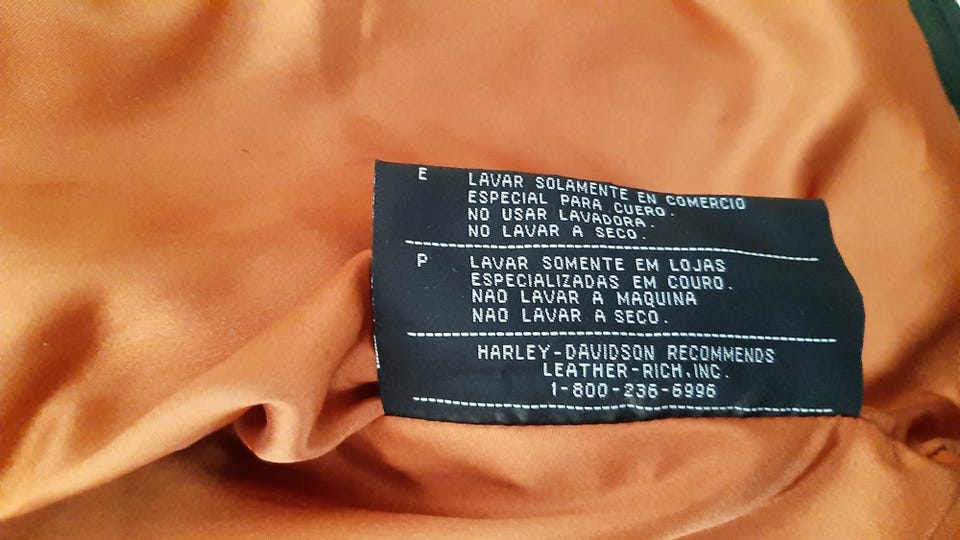 E LAVAR SOLAMENTE EN COMERCIO
ESPECIAL PARA CUERO.
NO USAR LAVADORA.
NO LAVAR A SECO.
P LAVAR SOMENTE EM LOJAS
ESPECIALIZADAS EM COURO.
NAO LAVAR A MAQUINA
NAO LAVAR A SECO.
HARLEY-DAVIDSON RECOMMENDS
LEATHER-RICH.INC.
1-800-236-6996